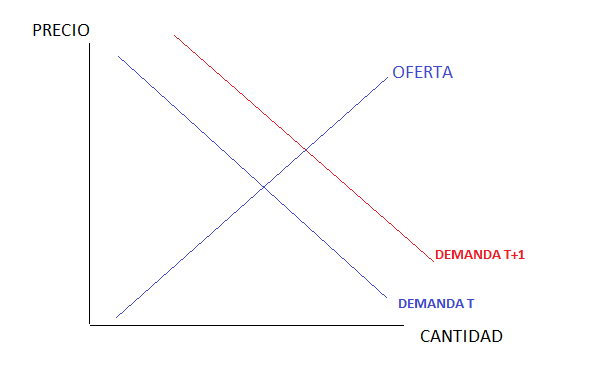 PRECIO
OFERTA
DEMANDA T+1
DEMANDA T
CANTIDAD